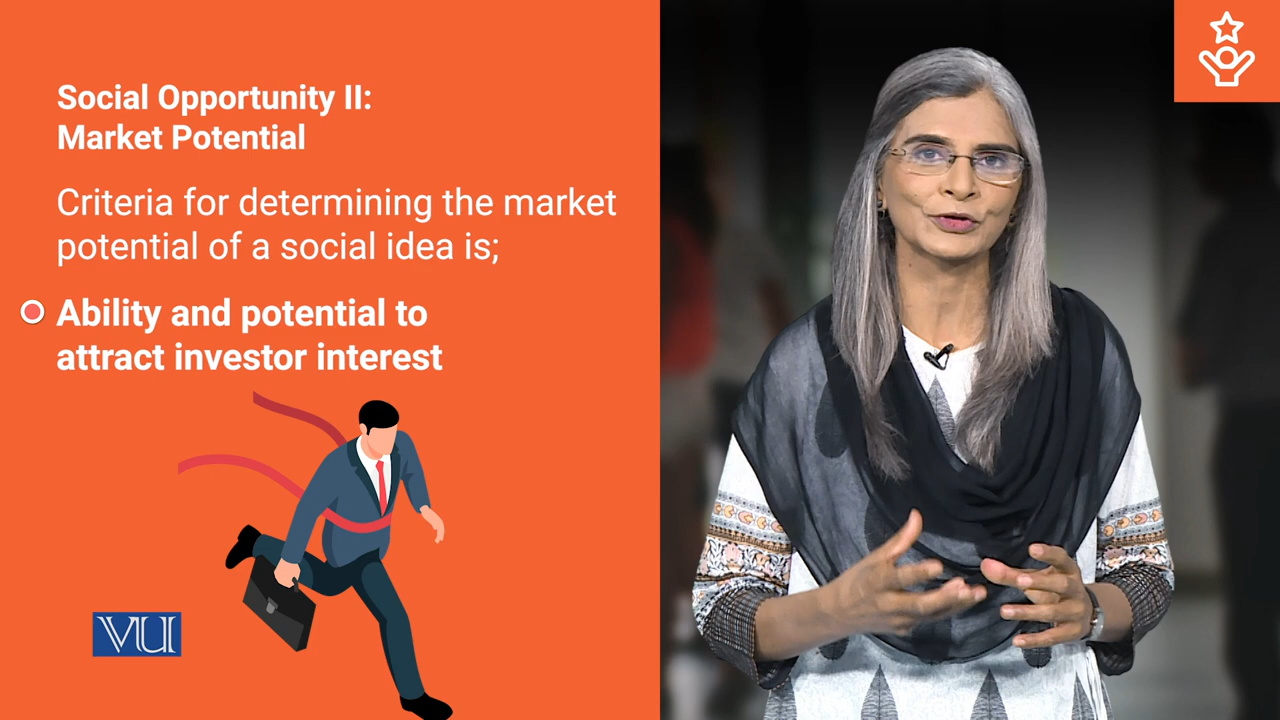 Social Opportunity II:
Market Potential
Criteria for determining the market
potential of a social idea is;
Ability and potential to
attract investor interest
VU